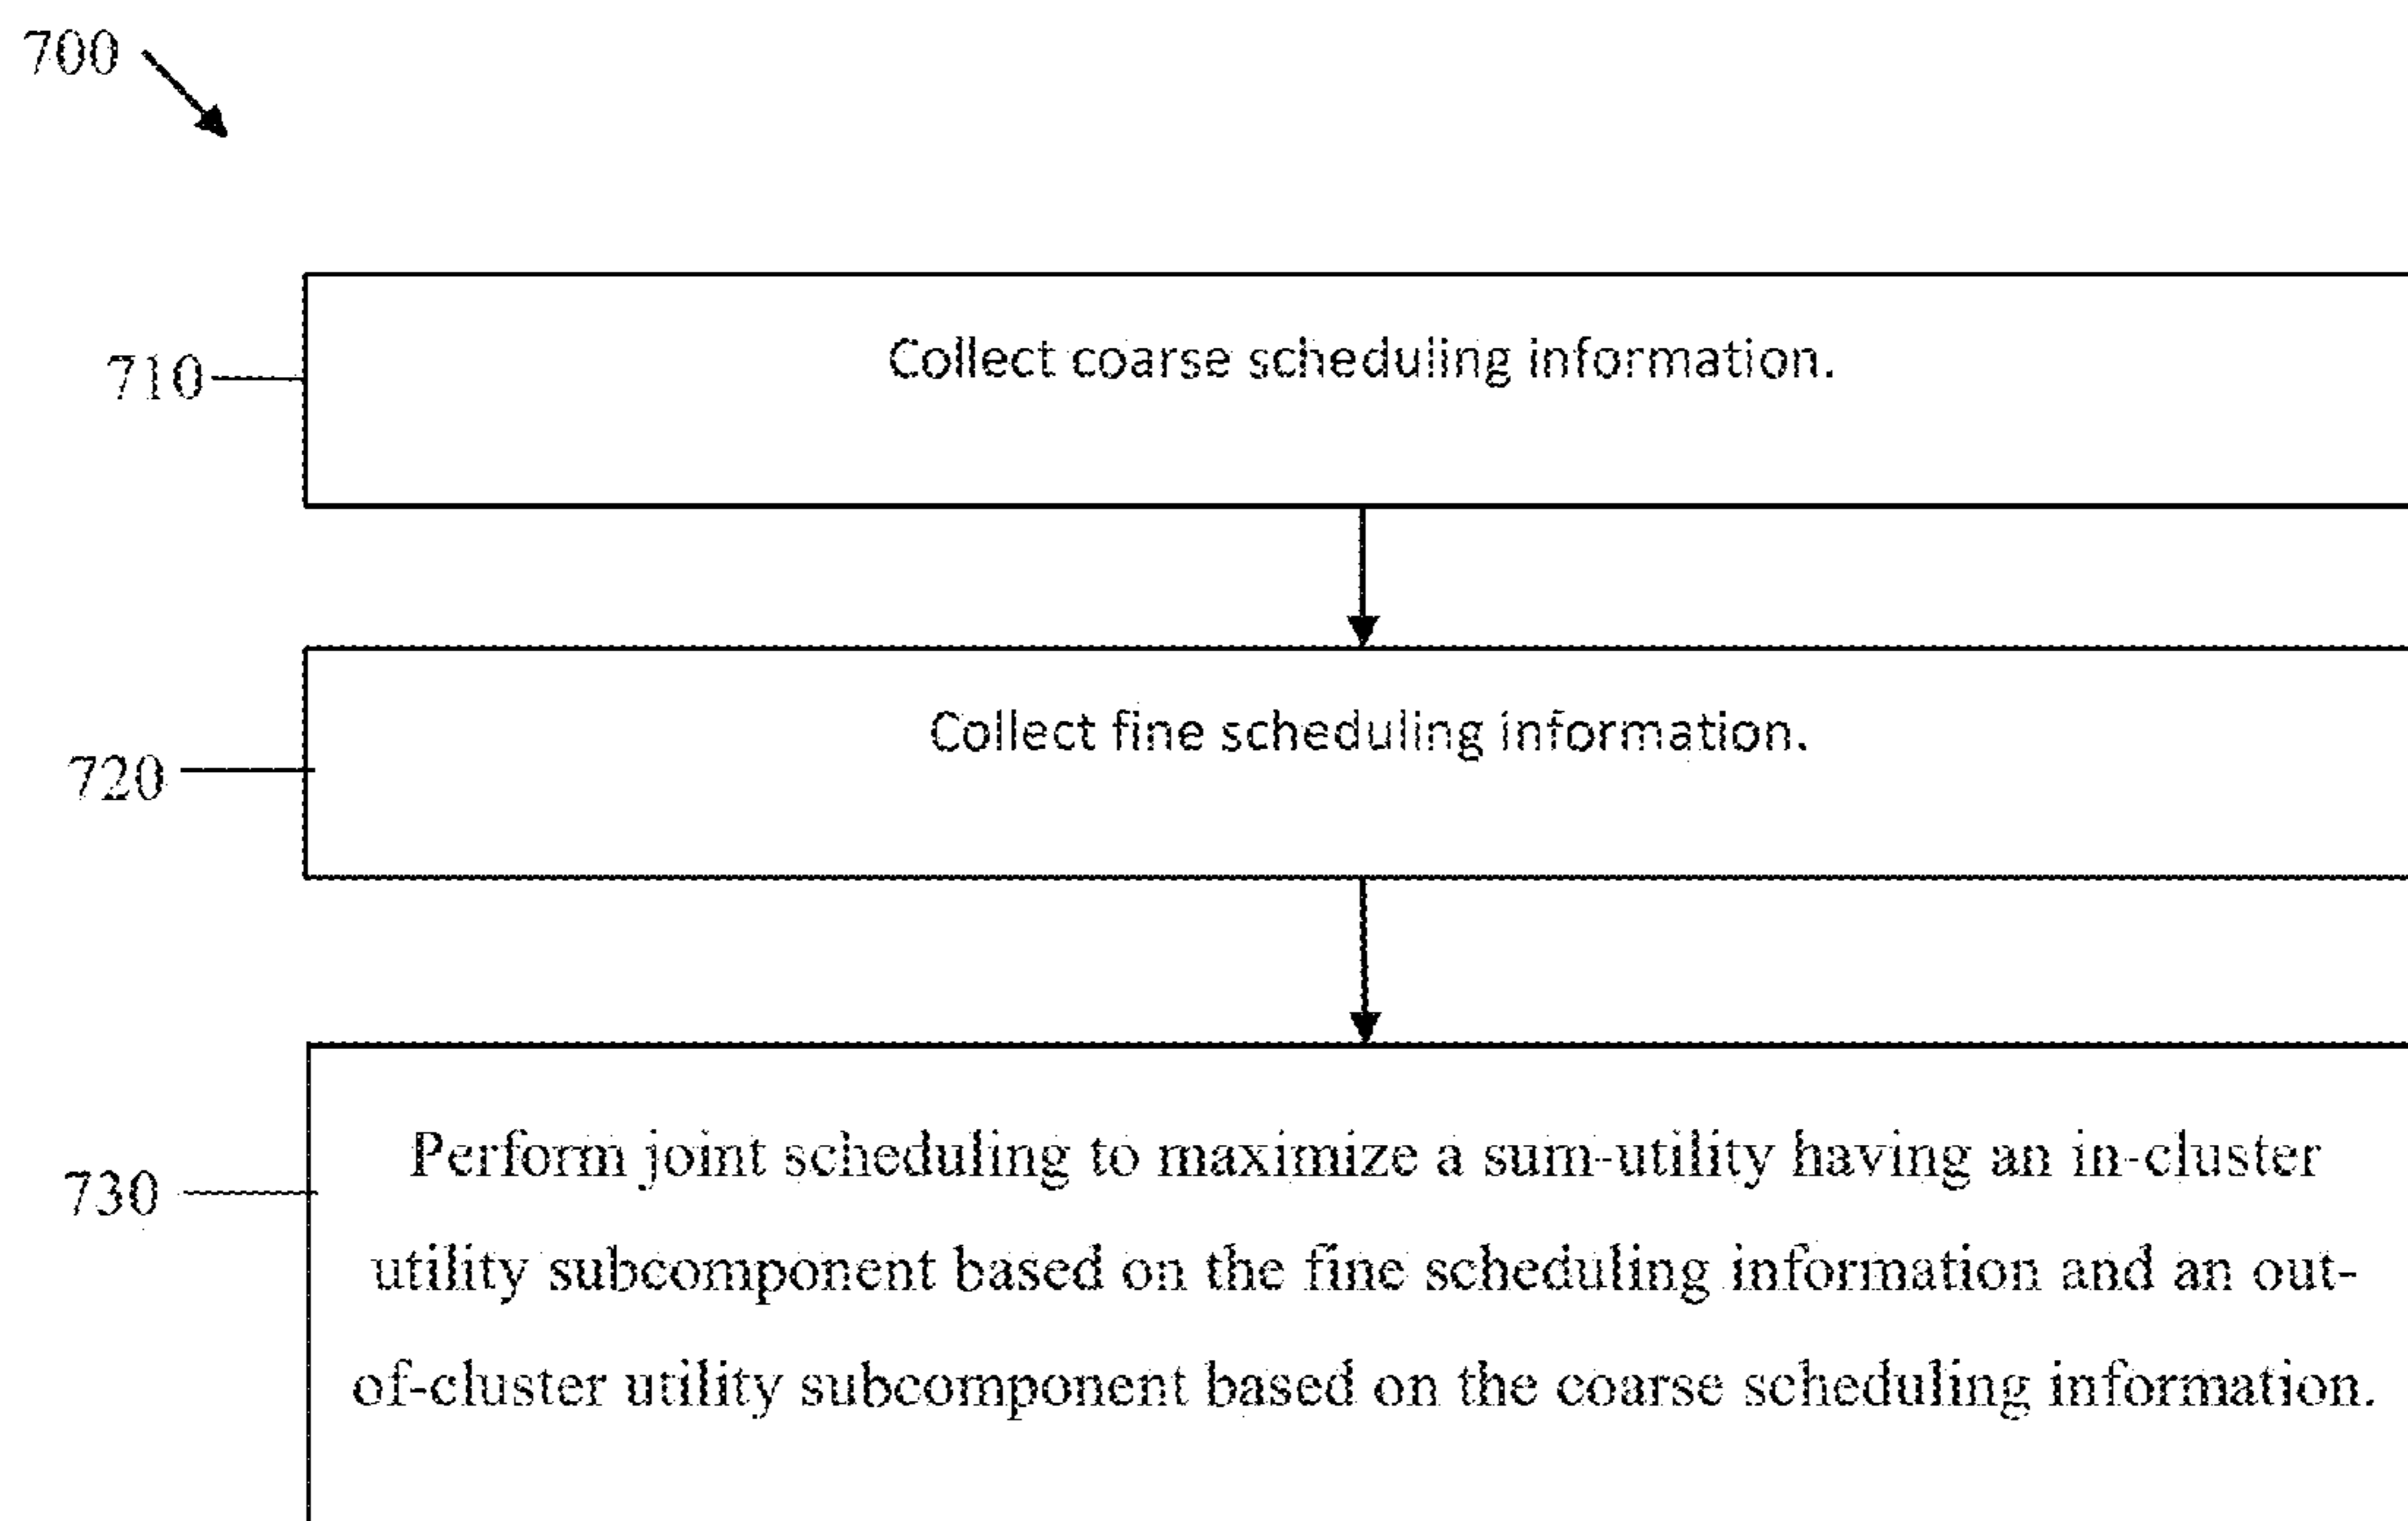 700
710
Collect coarse scheduling information.
720
Collect fine scheduling information.
730
Perform joint scheduling to maximize a sum-utility having an in-cluster
utility subcomponent based on the fine scheduling information and an out-
of-cluster utility subcomponent based on the coarse scheduling information.